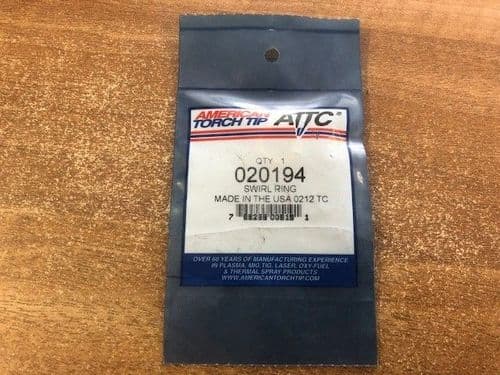 AMERICAN
TORCH TIP
ATTC®
QTY 1
020194
SWIRL RING
MADE IN THE USA 0212 TC
OVER 60 YEARS OF MANUFACTURING EXPERIENCE
IN PLASMA, MIG, TIG, LASER, OXY-FUEL
& THERMAL SPRAY PRODUCTS
WWW.AMERICANTORCHTIP.COM